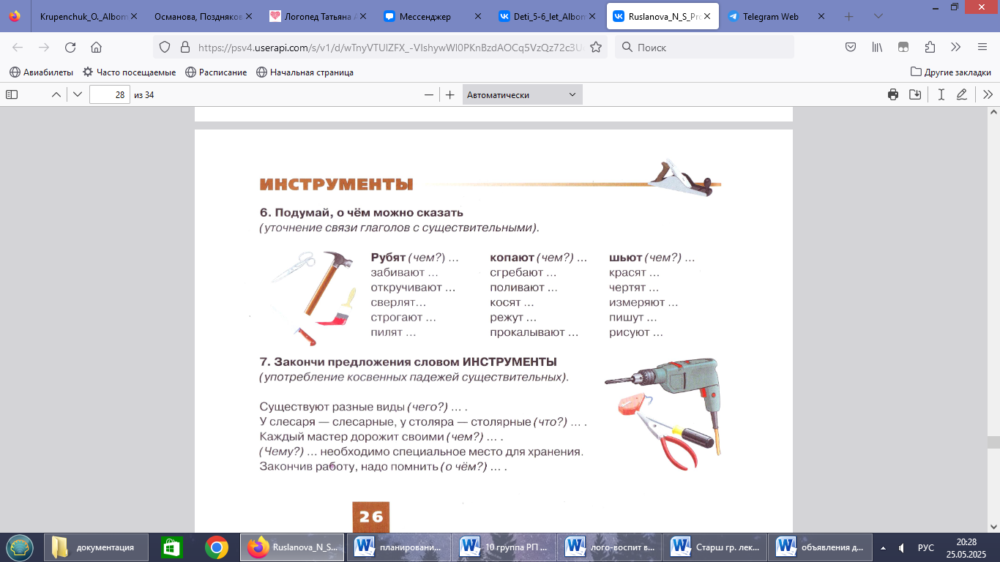 Krupenchuk_O._Albom
Османова, Поздняков
Логопед Татьяна А
Мессенджер
Deti_5-6_let_Albon
Ruslanova_N_S_Pro
Telegram Web
https://psv4.userapi.com/s/v1/d/wTnyVTUlZFX_-VIshywWl0PKnBzdAOCq5VzQz72c3U
Поиск
Авиабилеты
Часто посещаемые
Расписание
Начальная страница
Другие закладки
28 из 34
Автоматически
ИНСТРУМЕНТЫ
6. Подумай, о чём можно сказать
(уточнение связи глаголов с существительными).
Рубят (чем?) ...
забивают ...
откручивают ...
сверлят...
строгают ...
пилят ...
копают (чем?) ...
сгребают ...
поливают ...
косят ...
режут ...
прокалывают ...
шьют (чем?) ...
красят ...
чертят ...
измеряют ...
пишут ...
рисуют ...
7. Закончи предложения словом ИНСТРУМЕНТЫ
(употребление косвенных падежей существительных).
Существуют разные виды (чего?) ... .
У слесаря — слесарные, у столяра — столярные (что?) ... .
Каждый мастер дорожит своими (чем?) ... .
(Чему?) ... необходимо специальное место для хранения.
Закончив работу, надо помнить (о чём?) ... .
26
документация
Ruslanova_N_S...
планировани...
10 группа РП ...
лого-воспит в...
Старш гр. лек...
объявления д...
РУС
20:28
25.05.2025